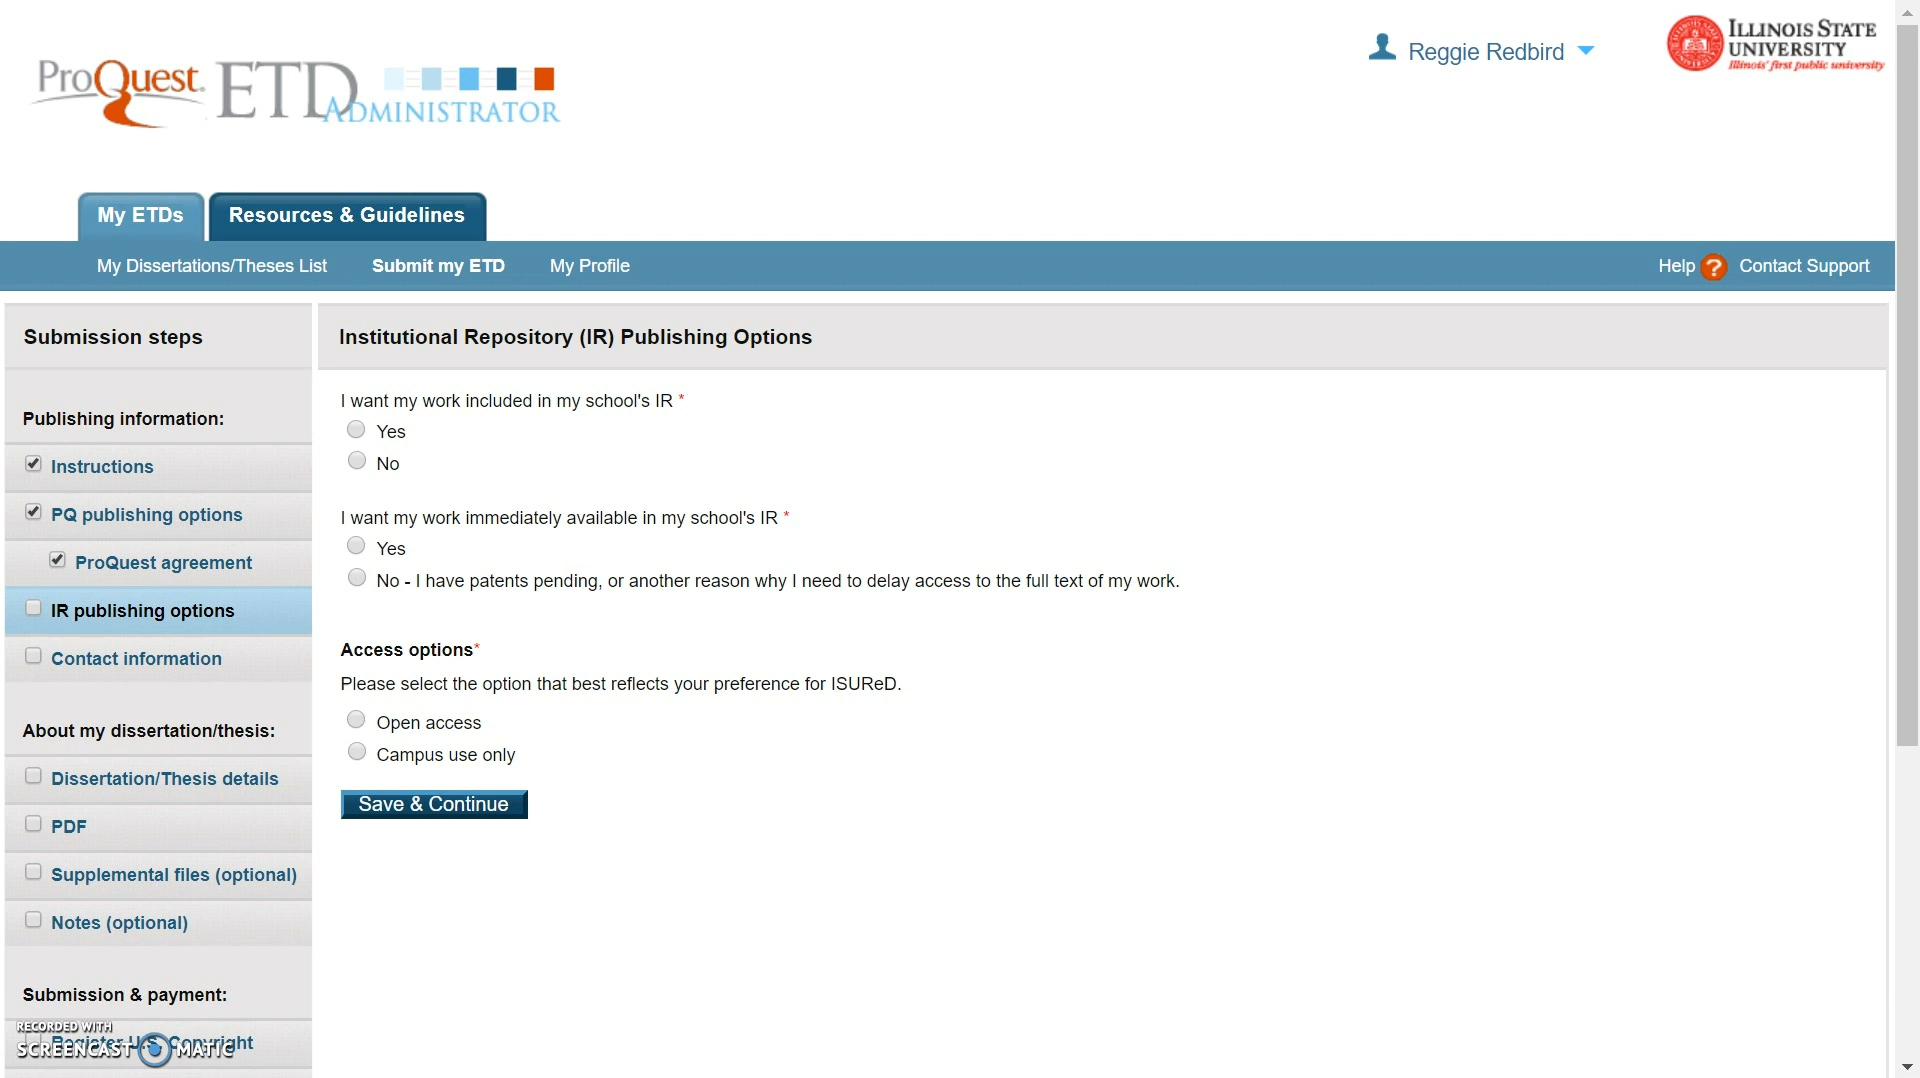 ProQuest ETD ADMINISTRATOR
Reggie Redbird
ILLINOIS STATE
UNIVERSITY
Illinois' first public university
My ETDs
Resources & Guidelines
My Dissertations/Theses List
Submit my ETD
My Profile
Help ?
Contact Support
Submission steps
Publishing information:
Instructions
PQ publishing options
ProQuest agreement
IR publishing options
Contact information
About my dissertation/thesis:
Dissertation/Thesis details
PDF
Supplemental files (optional)
Notes (optional)
Submission & payment:
Register U.S. Copyright
RECORDED WITH
SCREENCAST MATIC
Institutional Repository (IR) Publishing Options
I want my work included in my school's IR *
Yes
No
I want my work immediately available in my school's IR *
Yes
No - I have patents pending, or another reason why I need to delay access to the full text of my work.
Access options*
Please select the option that best reflects your preference for ISUReD.
Open access
Campus use only
Save & Continue